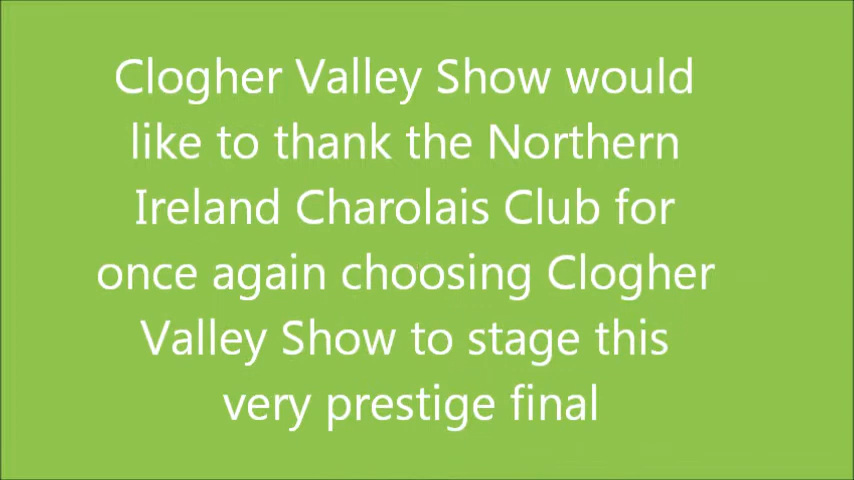 Clogher Valley Show would
like to thank the Northern
Ireland Charolais Club for
once again choosing Clogher
Valley Show to stage this
very prestige final